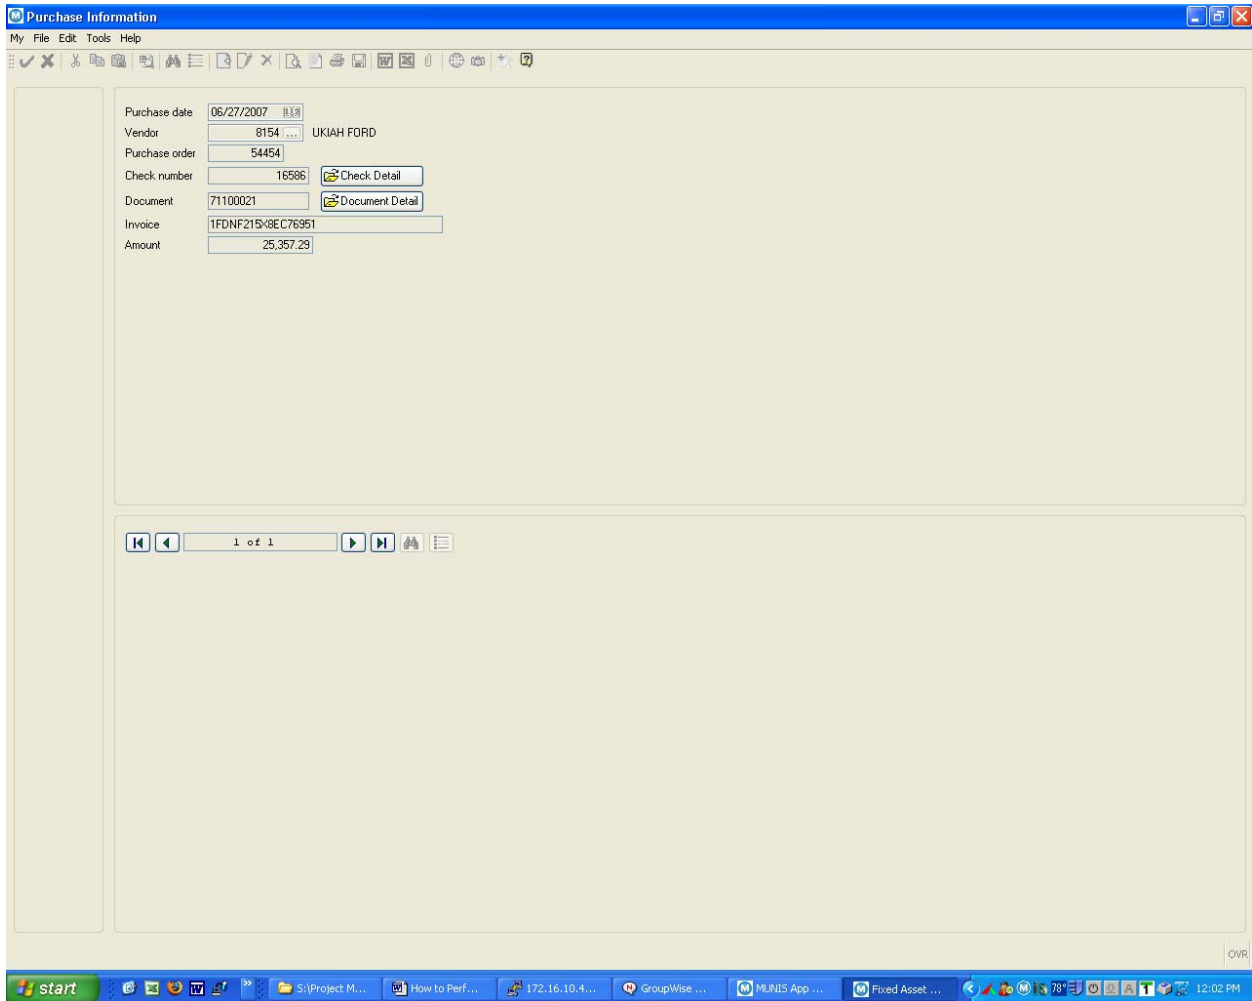 Purchase Information
My File Edit Tools Help
Purchase date 06/27/2007
Vendor 8154 ... UKIAH FORD
Purchase order 54454
Check number 16586 Check Detail
Document 71100021 Document Detail
Invoice 1FDNF215X8EC76951
Amount 25,357.29
1 of 1
OVR
start S:\Project M... How to Perf... 172.16.10.4... GroupWise ... MUNIS App ... Fixed Asset ... 78° 12:02 PM